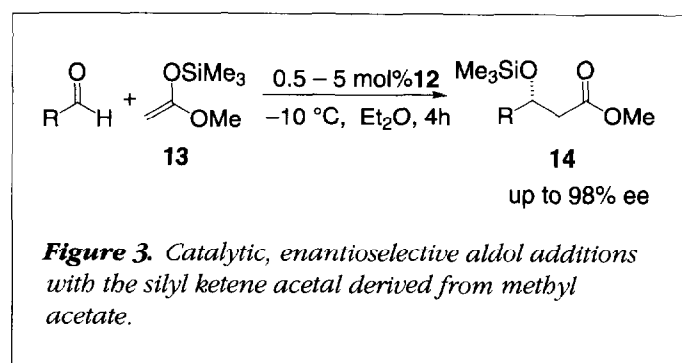 O
R H
+
OSiMe3
OMe
13
0.5 – 5 mol%12
–10 °C, Et2O, 4h
Me3SiO O
R OMe
14
up to 98% ee
Figure 3. Catalytic, enantioselective aldol additions
with the silyl ketene acetal derived from methyl
acetate.